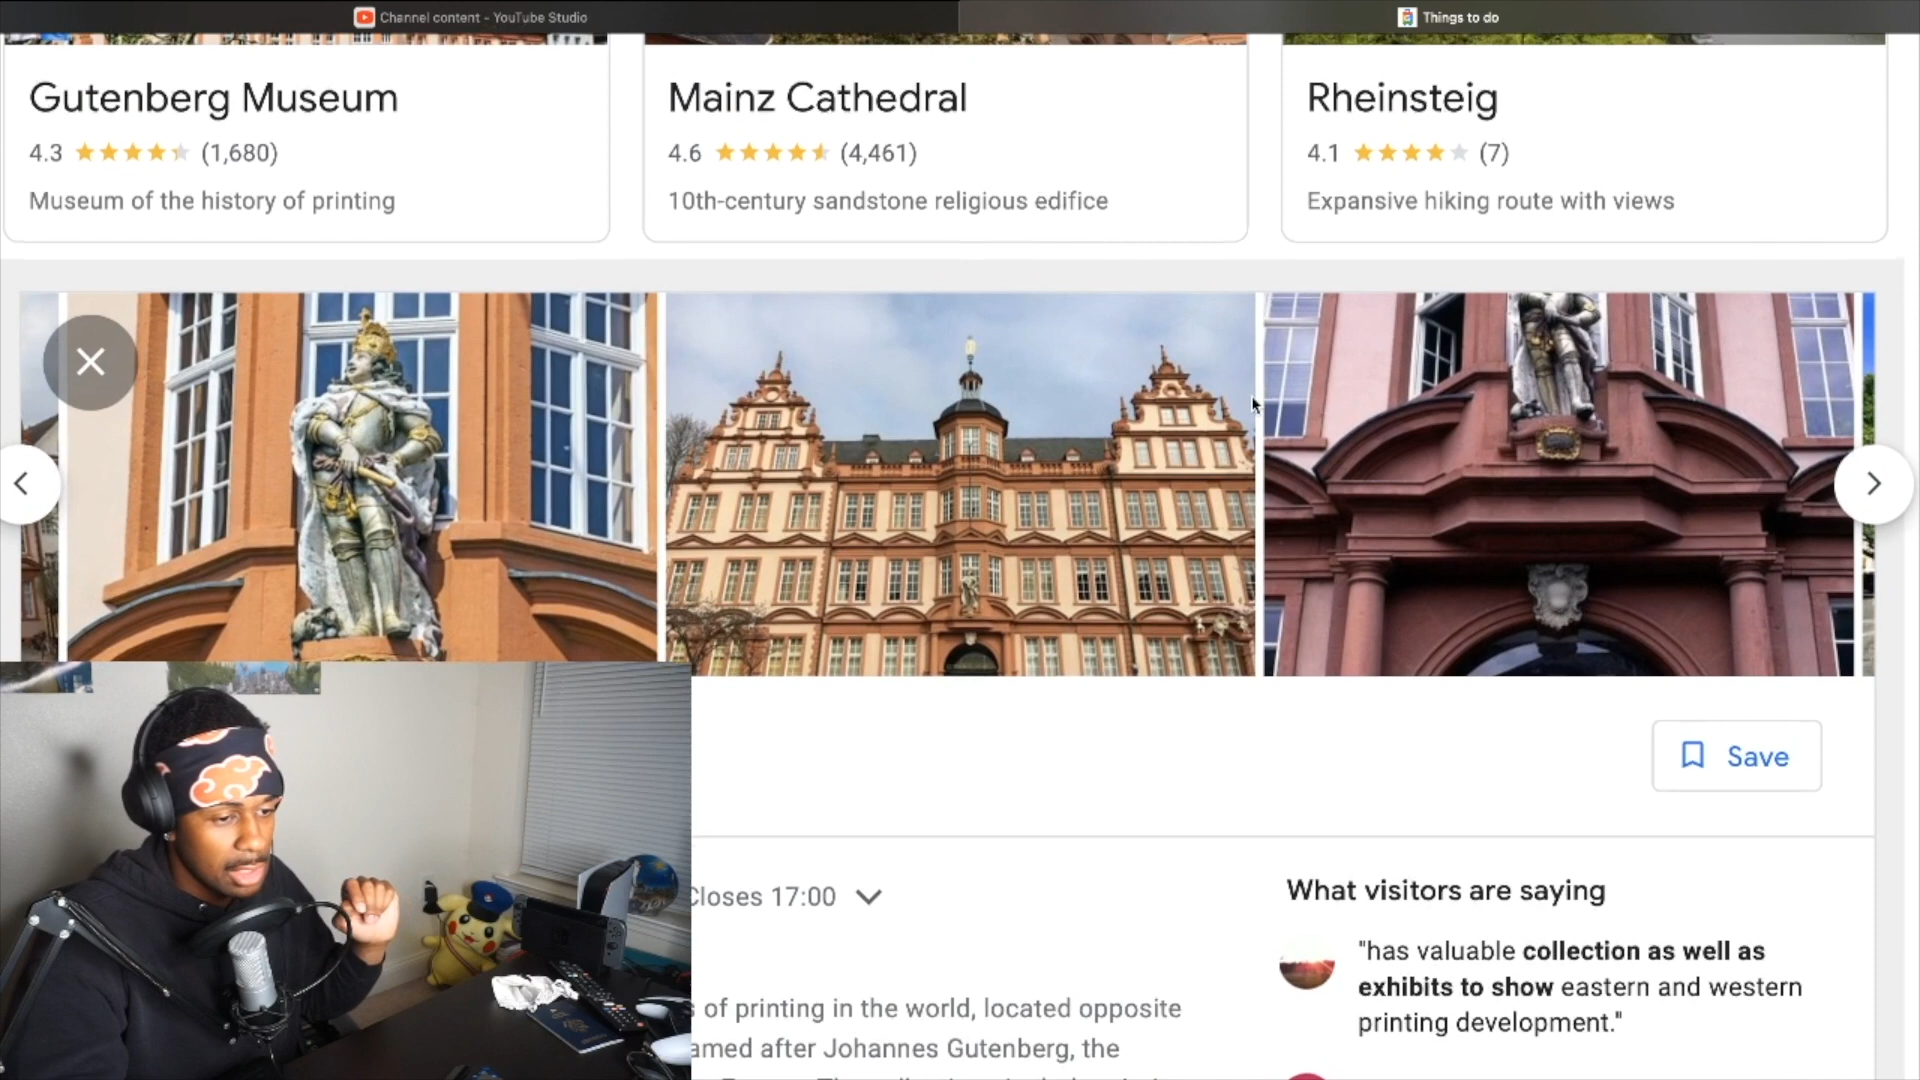 Channel content - YouTube Studio
Things to do
Gutenberg Museum
4.3 (1,680)
Museum of the history of printing
Mainz Cathedral
4.6 (4,461)
10th-century sandstone religious edifice
Rheinsteig
4.1 (7)
Expansive hiking route with views
Save
Closes 17:00
s of printing in the world, located opposite
amed after Johannes Gutenberg, the
What visitors are saying
"has valuable collection as well as
exhibits to show eastern and western
printing development."